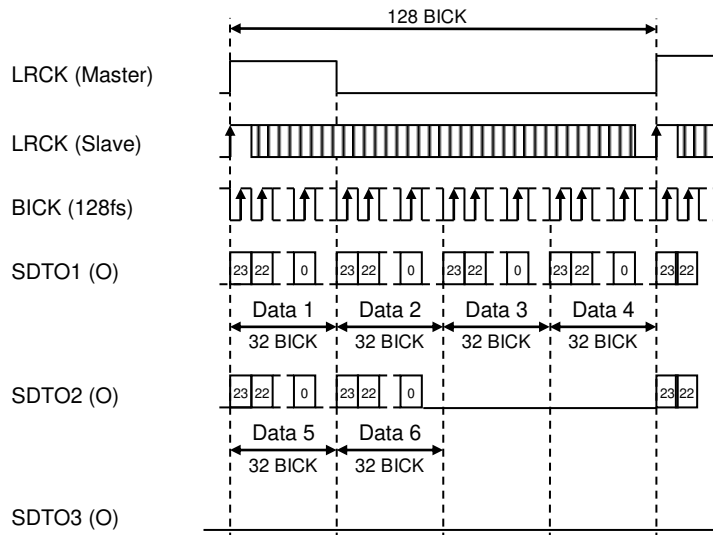 128 BICK
LRCK (Master)
LRCK (Slave)
BICK (128fs)
SDTO1 (O) 23 22 0 23 22 0 23 22 0 23 22 0 23 22
Data 1 Data 2 Data 3 Data 4
32 BICK 32 BICK 32 BICK 32 BICK
SDTO2 (O) 23 22 0 23 22 0 23 22
Data 5 Data 6
32 BICK 32 BICK
SDTO3 (O)